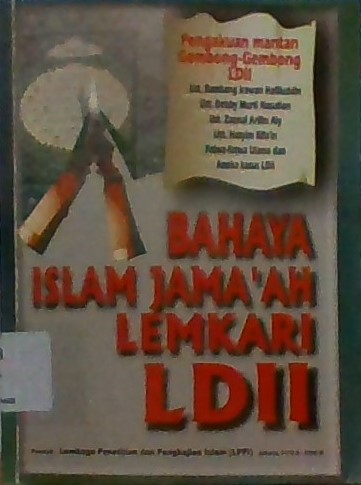 Pengakuan mantan
Gembong-Gembong
LDII
Ust. Bambang Irawan Hafiluddin
Ust. Debby Murti Nasution
Ust. Zaenal Arifin Aly
Ust. Hasyim Rifa'in
Fatwa-fatwa Ulama dan
Aneka kasus LDII
BAHAYA
ISLAM JAMA'AH
LEMKARI
LDII
Lembaga Penelitian dan Pengkajian Islam (LPPI)